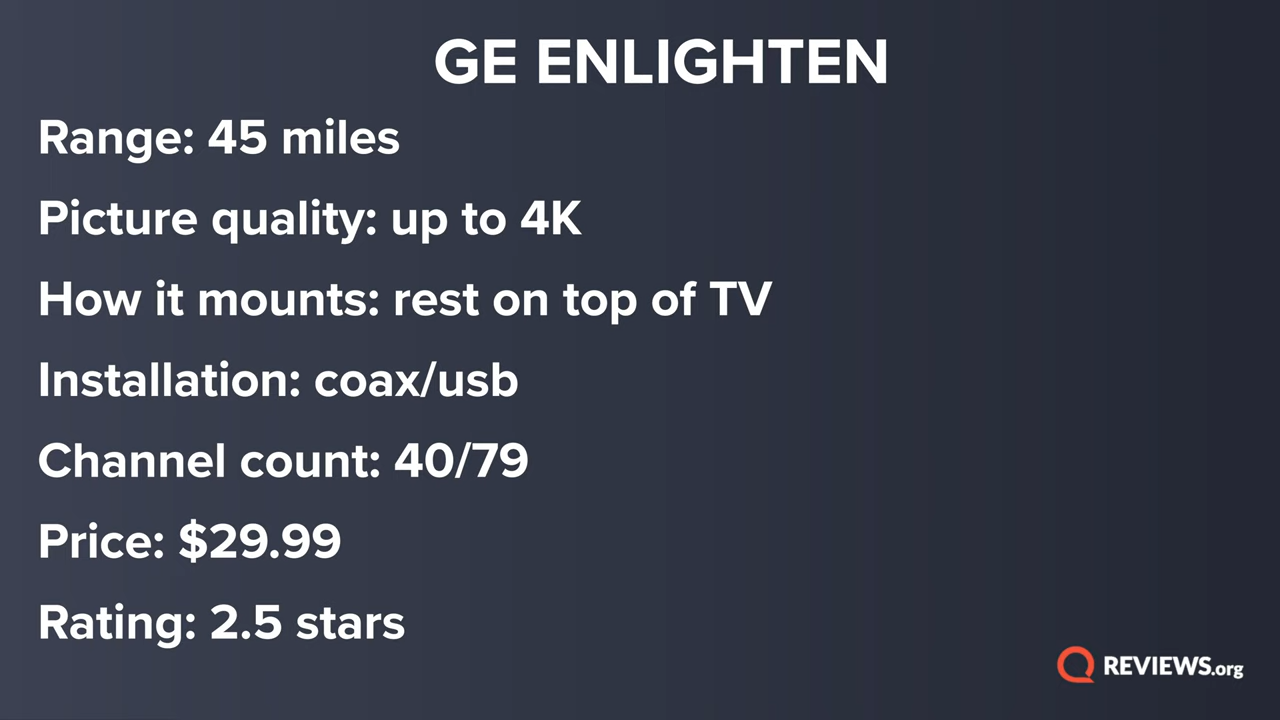 GE ENLIGHTEN
Range: 45 miles
Picture quality: up to 4K
How it mounts: rest on top of TV
Installation: coax/usb
Channel count: 40/79
Price: $29.99
Rating: 2.5 stars
REVIEWS.org